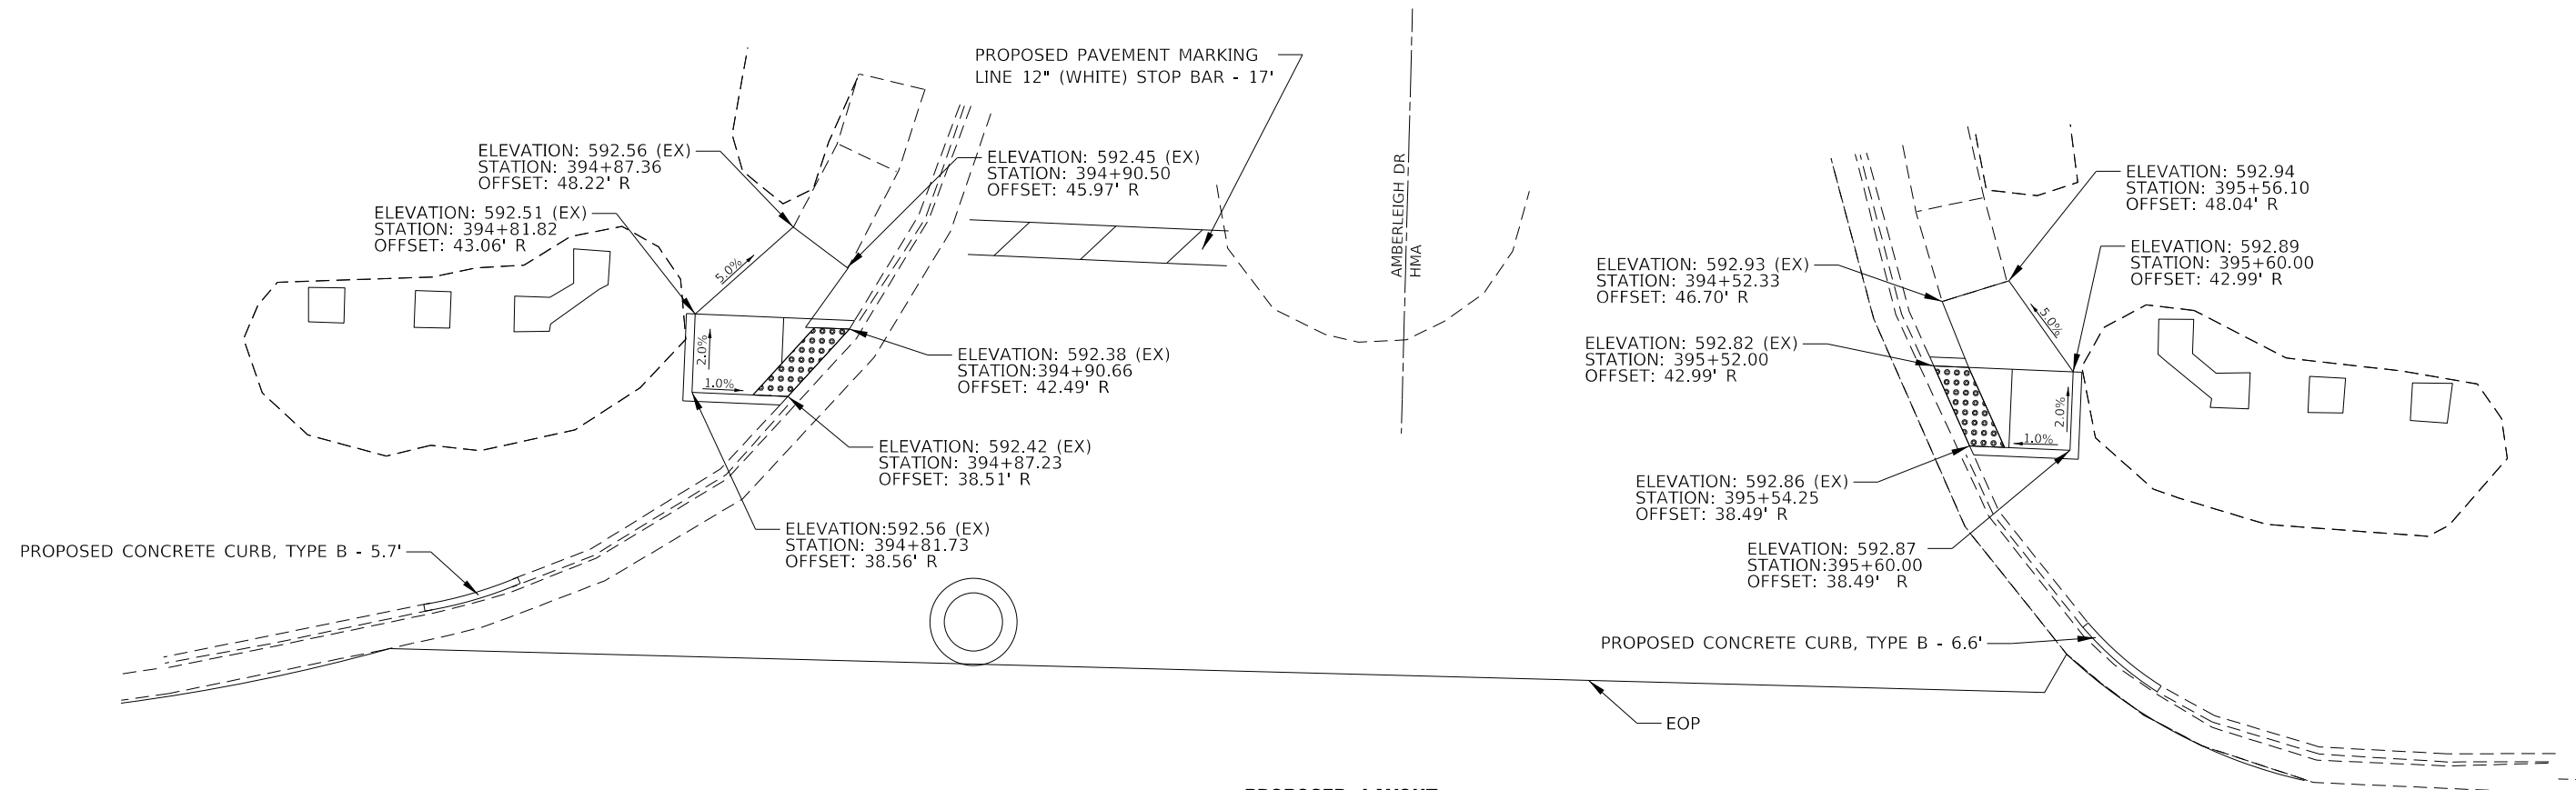 PROPOSED PAVEMENT MARKING
LINE 12" (WHITE) STOP BAR - 17'
ELEVATION: 592.56 (EX)
STATION: 394+87.36
OFFSET: 48.22' R
ELEVATION: 592.45 (EX)
STATION: 394+90.50
OFFSET: 45.97' R
ELEVATION: 592.51 (EX)
STATION: 394+81.82
OFFSET: 43.06' R
5.0%
2.0%
1.0%
ELEVATION: 592.38 (EX)
STATION:394+90.66
OFFSET: 42.49' R
ELEVATION: 592.42 (EX)
STATION: 394+87.23
OFFSET: 38.51' R
ELEVATION:592.56 (EX)
STATION: 394+81.73
OFFSET: 38.56' R
PROPOSED CONCRETE CURB, TYPE B - 5.7'
AMBERLEIGH DR
HMA
ELEVATION: 592.94
STATION: 395+56.10
OFFSET: 48.04' R
ELEVATION: 592.89
STATION: 395+60.00
OFFSET: 42.99' R
ELEVATION: 592.93 (EX)
STATION: 394+52.33
OFFSET: 46.70' R
5.0%
ELEVATION: 592.82 (EX)
STATION: 395+52.00
OFFSET: 42.99' R
2.0%
1.0%
ELEVATION: 592.86 (EX)
STATION: 395+54.25
OFFSET: 38.49' R
ELEVATION: 592.87
STATION:395+60.00
OFFSET: 38.49' R
PROPOSED CONCRETE CURB, TYPE B - 6.6'
EOP
PROPOSED LAYOUT